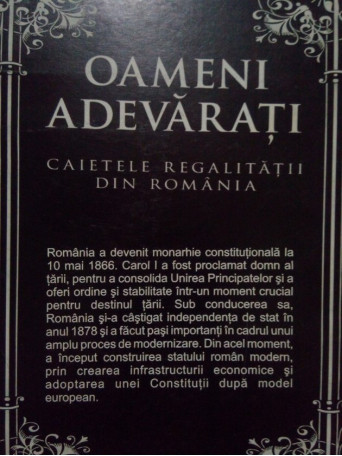 OAMENI
ADEVĂRAȚI
CAIETELE REGALITĂȚII
DIN ROMÂNIA
România a devenit monarhie constituțională la
10 mai 1866. Carol I a fost proclamat domn al
țării, pentru a consolida Unirea Principatelor și a
oferi ordine și stabilitate într-un moment crucial
pentru destinul țării. Sub conducerea sa,
România și-a câștigat independența de stat în
anul 1878 și a făcut pași importanți în cadrul unui
amplu proces de modernizare. Din acel moment,
a început construirea statului român modern,
prin crearea infrastructurii economice și
adoptarea unei Constituții după model
european.